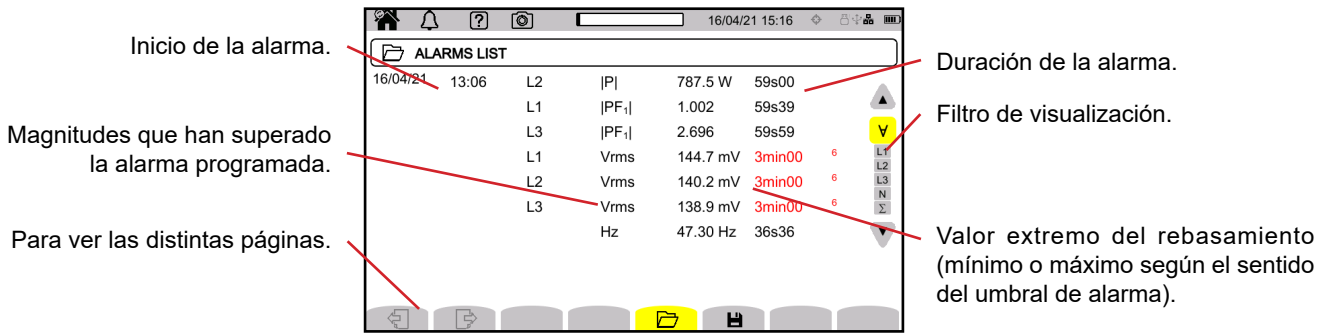 16/04/21 15:16
ALARMS LIST
16/04/21 13:06 L2 |P| 787.5 W 59s00
L1 |PF1| 1.002 59s39
L3 |PF1| 2.696 59s59
L1 Vrms 144.7 mV 3min00 6
L2 Vrms 140.2 mV 3min00 6
L3 Vrms 138.9 mV 3min00 6
Hz 47.30 Hz 36s36
∀
L1
L2
L3
N
Σ
Inicio de la alarma.
Magnitudes que han superado
la alarma programada.
Para ver las distintas páginas.
Duración de la alarma.
Filtro de visualización.
Valor extremo del rebasamiento
(mínimo o máximo según el sentido
del umbral de alarma).